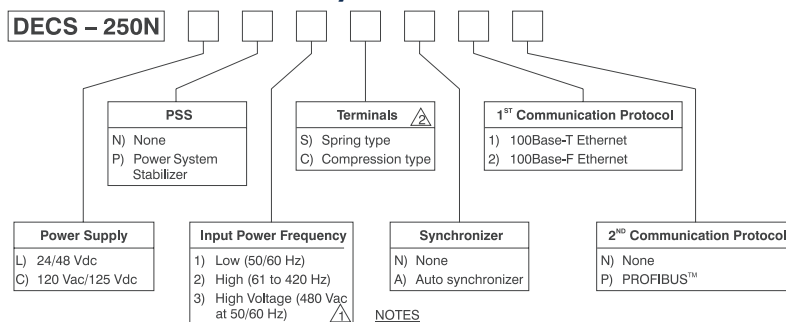 DECS – 250N
PSS
N) None
P) Power System
Stabilizer
Terminals 2
S) Spring type
C) Compression type
1ST Communication Protocol
1) 100Base-T Ethernet
2) 100Base-F Ethernet
Power Supply
L) 24/48 Vdc
C) 120 Vac/125 Vdc
Input Power Frequency
1) Low (50/60 Hz)
2) High (61 to 420 Hz)
3) High Voltage (480 Vac
at 50/60 Hz) 1
Synchronizer
N) None
A) Auto synchronizer
2ND Communication Protocol
N) None
P) PROFIBUS™
NOTES